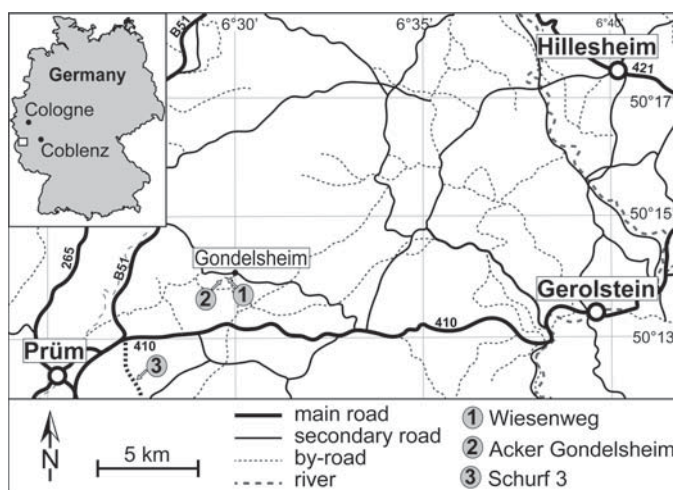 6°30'
6°35'
6°40'
B51
Germany
Cologne
Coblenz
Hillesheim
421
50°17'
50°15'
265
B51
Gondelsheim
2
1
Gerolstein
410
50°13'
Prüm
410
3
N
5 km
main road
secondary road
by-road
river
1 Wiesenweg
2 Acker Gondelsheim
3 Schurf 3